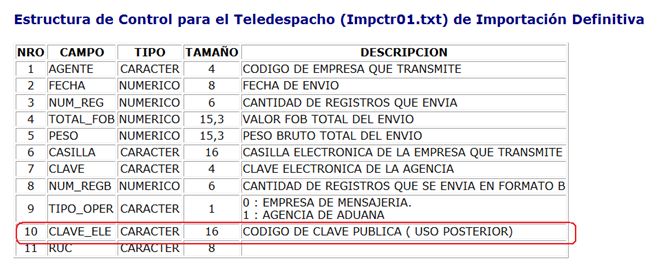 Estructura de Control para el Teledespacho (Impctr01.txt) de Importación Definitiva
NRO CAMPO TIPO TAMAÑO DESCRIPCION
1 AGENTE CARACTER 4 CODIGO DE EMPRESA QUE TRANSMITE
2 FECHA NUMERICO 8 FECHA DE ENVIO
3 NUM_REG NUMERICO 6 CANTIDAD DE REGISTROS QUE ENVIA
4 TOTAL_FOB NUMERICO 15,3 VALOR FOB TOTAL DEL ENVIO
5 PESO NUMERICO 15,3 PESO BRUTO TOTAL DEL ENVIO
6 CASILLA CARACTER 16 CASILLA ELECTRONICA DE LA EMPRESA QUE TRANSMITE
7 CLAVE CARACTER 4 CLAVE ELECTRONICA DE LA AGENCIA
8 NUM_REGB NUMERICO 6 CANTIDAD DE REGISTROS QUE SE ENVIA EN FORMATO B
9 TIPO_OPER CARACTER 1 0 : EMPRESA DE MENSAJERIA.
1 : AGENCIA DE ADUANA
10 CLAVE_ELE CARACTER 16 CODIGO DE CLAVE PUBLICA ( USO POSTERIOR)
11 RUC CARACTER 8